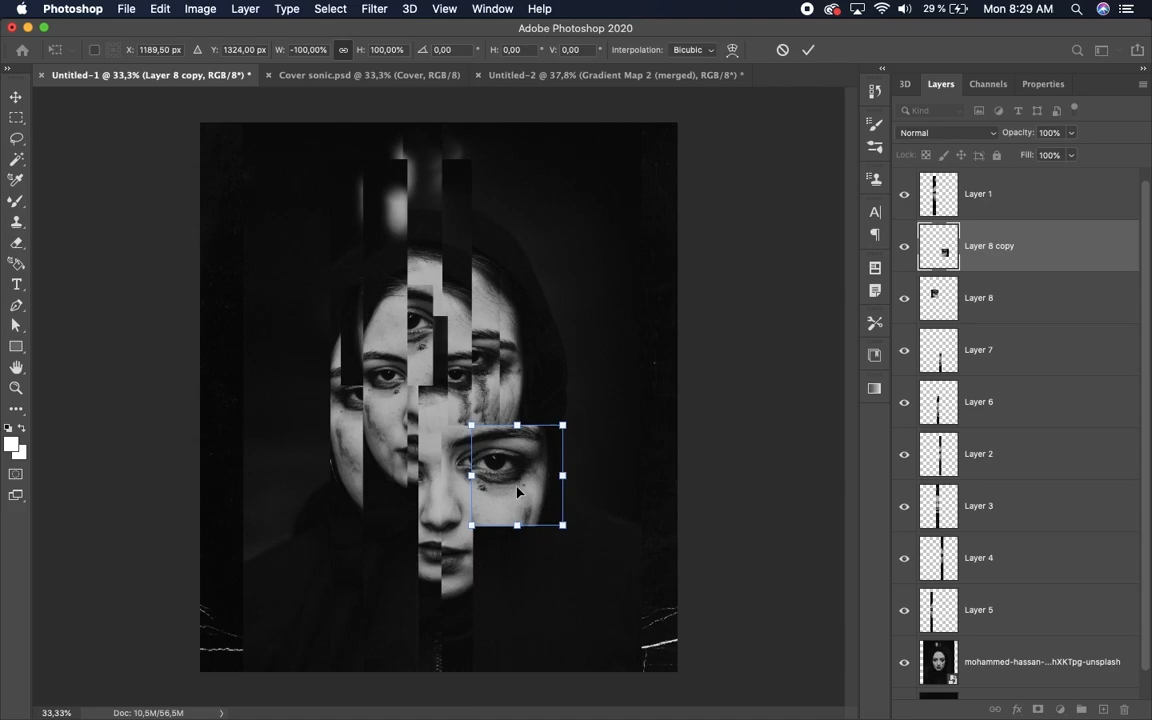 Photoshop File Edit Image Layer Type Select Filter 3D View Window Help 29 % Mon 8:29 AM
Adobe Photoshop 2020
X: 1189,50 px Y: 1324,00 px W: -100,00% H: 100,00% 0,00 ° H: 0,00 ° V: 0,00 ° Interpolation: Bicubic
Untitled-1 @ 33,3% (Layer 8 copy, RGB/8*) * Cover sonic.psd @ 33,3% (Cover, RGB/8) Untitled-2 @ 37,8% (Gradient Map 2 (merged), RGB/8*) *
3D Layers Channels Properties
Kind
Normal Opacity: 100%
Lock: Fill: 100%
Layer 1
Layer 8 copy
Layer 8
Layer 7
Layer 6
Layer 2
Layer 3
Layer 4
Layer 5
mohammed-hassan-...hXKTpg-unsplash
33,33% Doc: 10,5M/56,5M